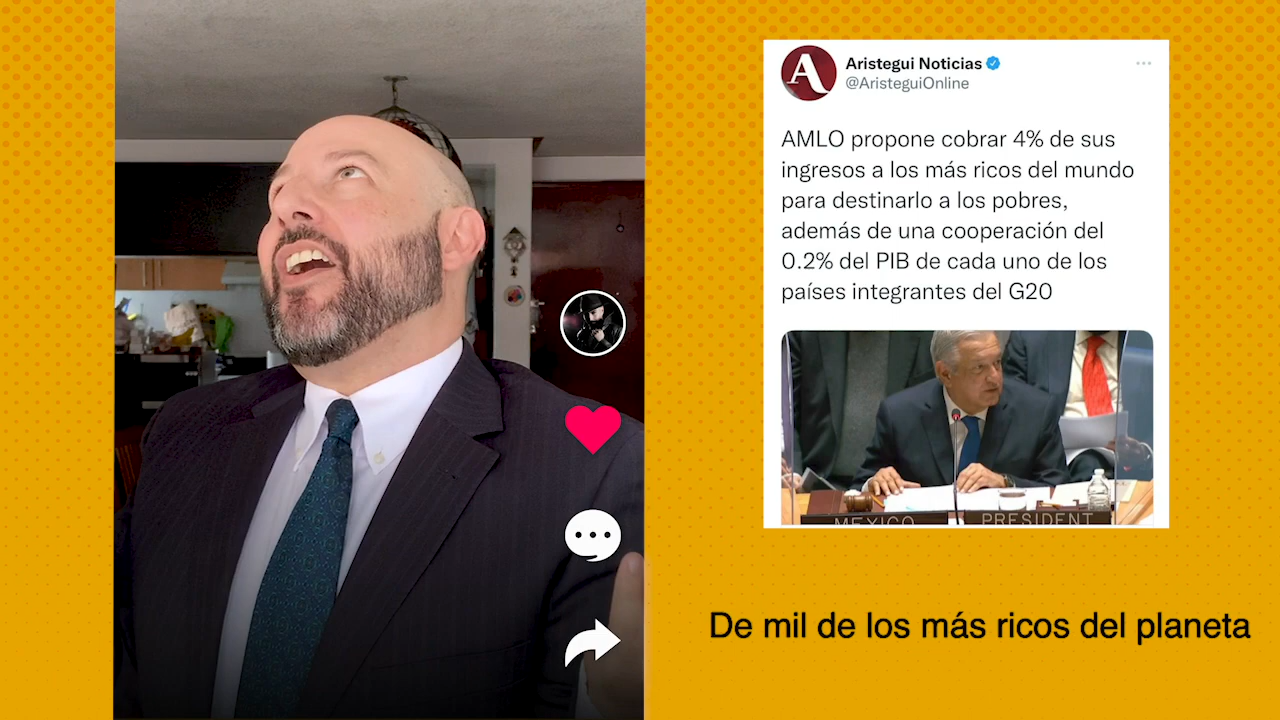 Aristegui Noticias
@AristeguiOnline
AMLO propone cobrar 4% de sus
ingresos a los más ricos del mundo
para destinarlo a los pobres,
además de una cooperación del
0.2% del PIB de cada uno de los
países integrantes del G20
MEXICO
PRESIDENT
De mil de los más ricos del planeta